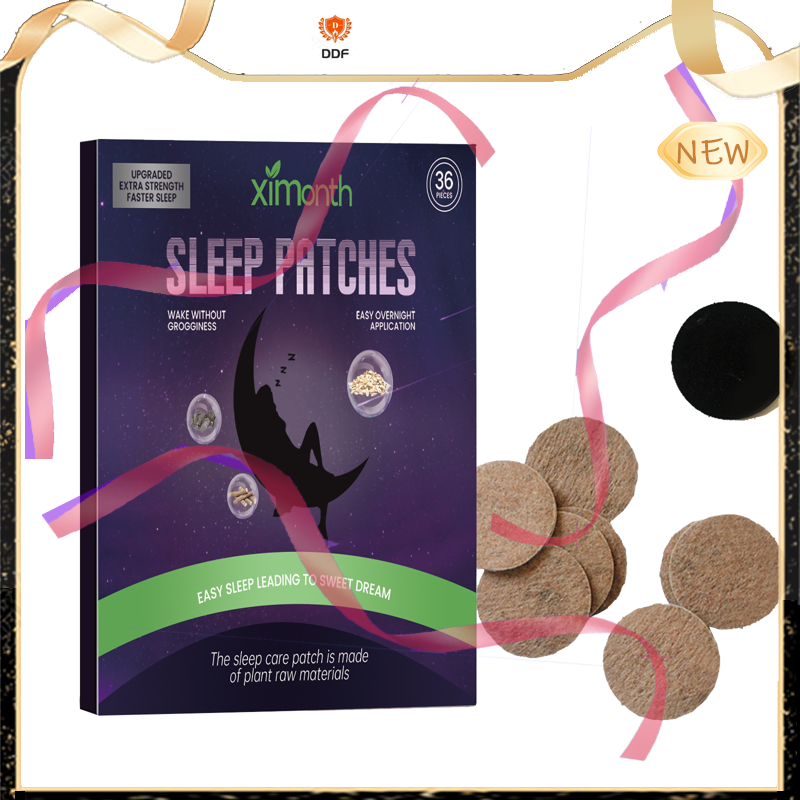 DDF
NEW
UPGRADED
EXTRA STRENGTH
FASTER SLEEP
ximonth
36
PIECES
SLEEP PATCHES
WAKE WITHOUT
GROGGINESS
EASY OVERNIGHT
APPLICATION
Z Z Z
EASY SLEEP LEADING TO SWEET DREAM
The sleep care patch is made
of plant raw materials